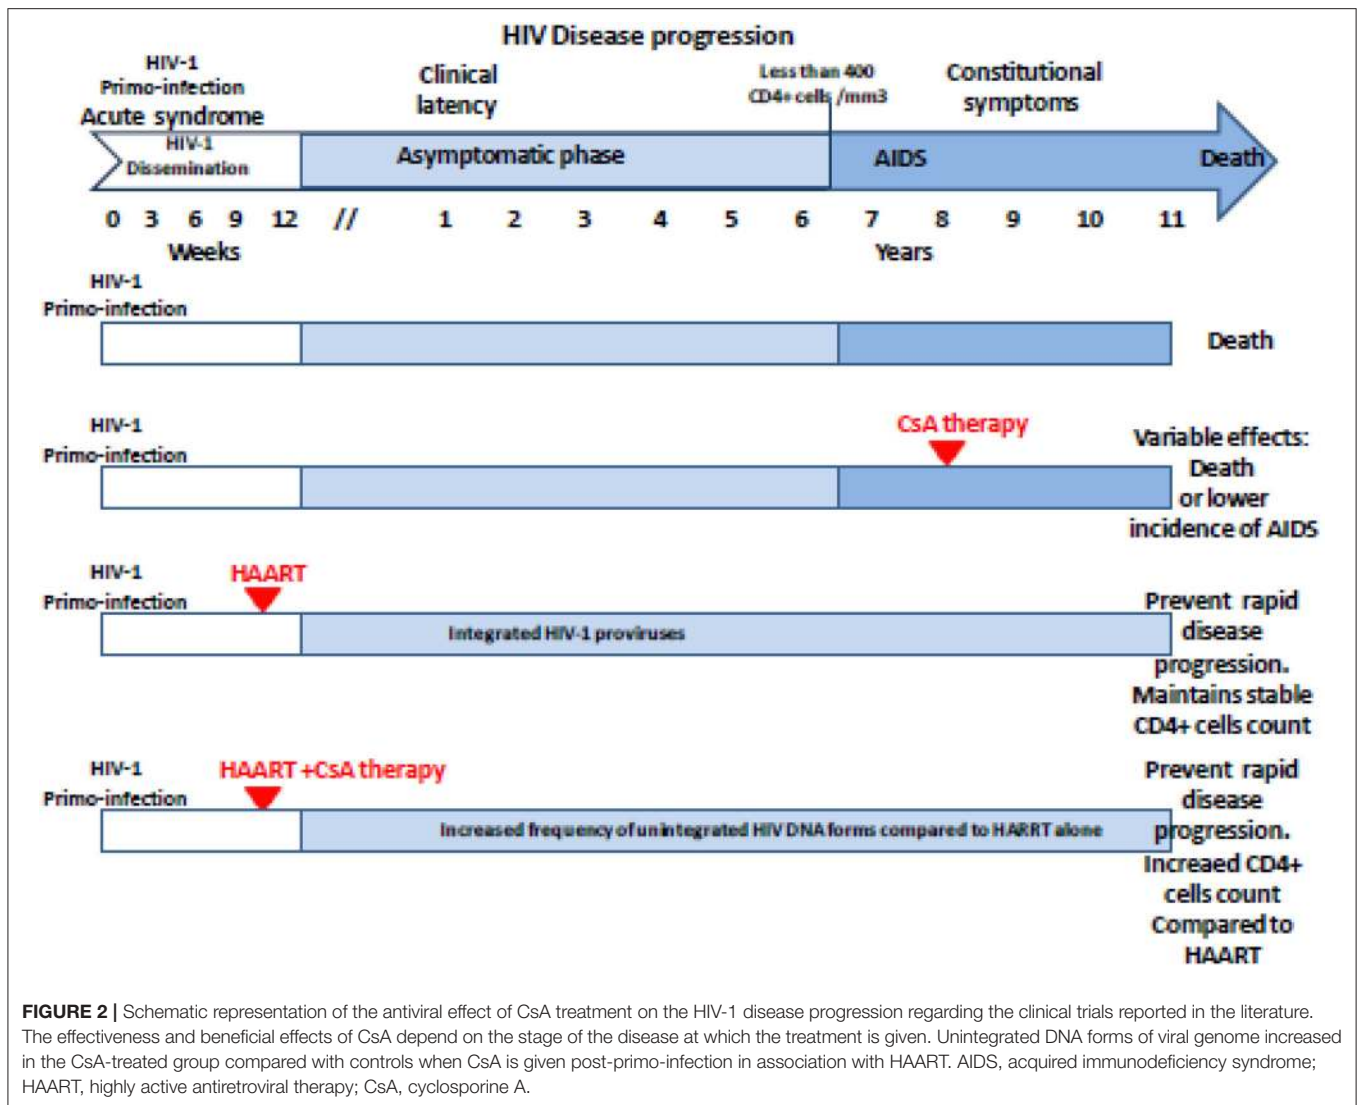 HIV Disease progression
HIV-1
Primo-infection
Acute syndrome
Clinical
latency
Less than 400
CD4+ cells /mm3
Constitutional
symptoms
HIV-1
Dissemination
Asymptomatic phase
AIDS
Death
0 3 6 9 12 // 1 2 3 4 5 6 7 8 9 10 11
Weeks
Years
HIV-1
Primo-infection
Death
HIV-1
Primo-infection
CsA therapy
Variable effects:
Death
or lower
incidence of AIDS
HIV-1
Primo-infection
HAART
Integrated HIV-1 proviruses
Prevent rapid
disease
progression.
Maintains stable
CD4+ cells count
HIV-1
Primo-infection
HAART +CsA therapy
Increased frequency of unintegrated HIV DNA forms compared to HARRT alone
Prevent rapid
disease
progression.
Increaed CD4+
cells count
Compared to
HAART
FIGURE 2 | Schematic representation of the antiviral effect of CsA treatment on the HIV-1 disease progression regarding the clinical trials reported in the literature.
The effectiveness and beneficial effects of CsA depend on the stage of the disease at which the treatment is given. Unintegrated DNA forms of viral genome increased
in the CsA-treated group compared with controls when CsA is given post-primo-infection in association with HAART. AIDS, acquired immunodeficiency syndrome;
HAART, highly active antiretroviral therapy; CsA, cyclosporine A.